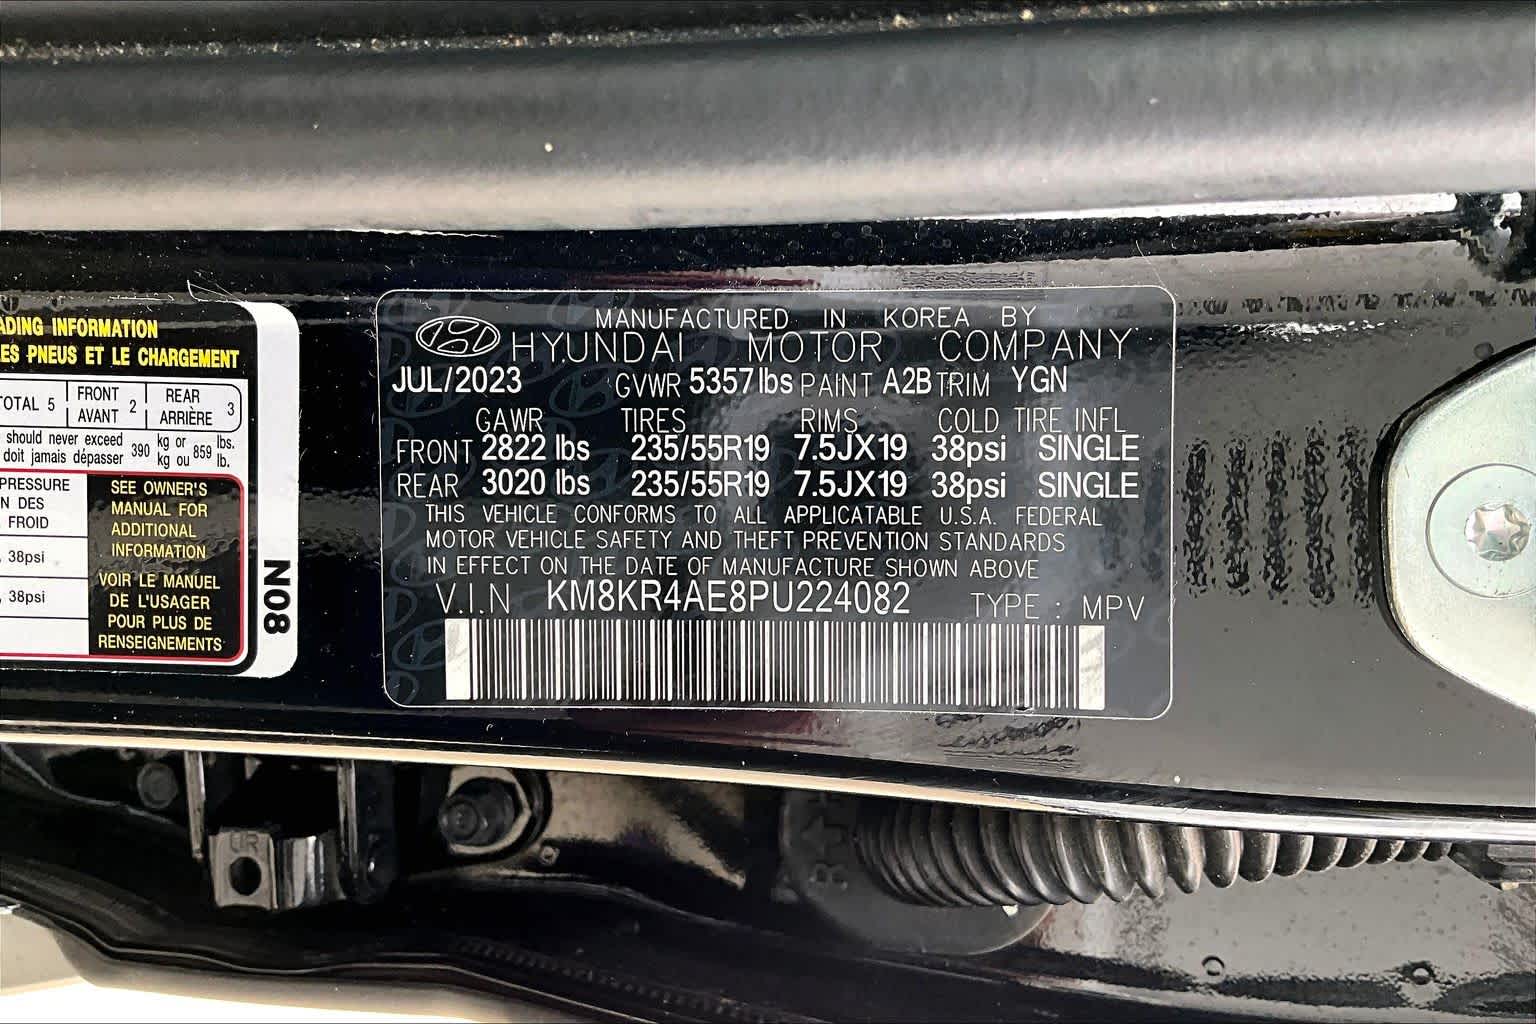 ADING INFORMATION
ES PNEUS ET LE CHARGEMENT
TOTAL 5 FRONT AVANT 2 REAR ARRIÈRE 3
should never exceed 390 kg or 859 lbs.
doit jamais dépasser kg ou lb.
PRESSURE
N DES
FROID
, 38psi
, 38psi
SEE OWNER'S
MANUAL FOR
ADDITIONAL
INFORMATION
VOIR LE MANUEL
DE L'USAGER
POUR PLUS DE
RENSEIGNEMENTS
N08
MANUFACTURED IN KOREA BY
HYUNDAI MOTOR COMPANY
JUL/2023 GVWR 5357lbs PAINT A2B TRIM YGN
GAWR TIRES RIMS COLD TIRE INFL
FRONT 2822 lbs 235/55R19 7.5JX19 38psi SINGLE
REAR 3020 lbs 235/55R19 7.5JX19 38psi SINGLE
THIS VEHICLE CONFORMS TO ALL APPLICATABLE U.S.A. FEDERAL
MOTOR VEHICLE SAFETY AND THEFT PREVENTION STANDARDS
IN EFFECT ON THE DATE OF MANUFACTURE SHOWN ABOVE
V.I.N KM8KR4AE8PU224082 TYPE : MPV